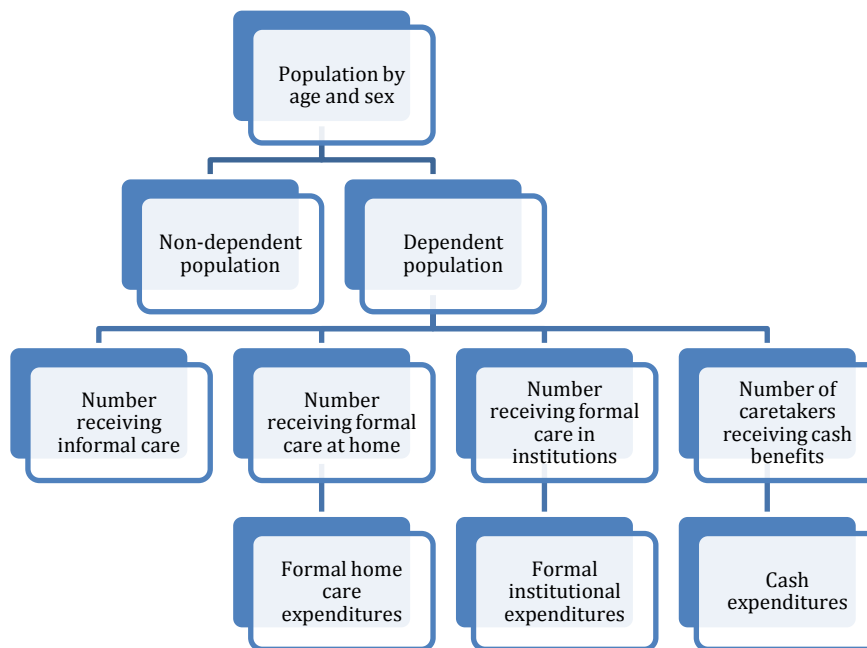 Population by
age and sex
Non-dependent
population
Dependent
population
Number
receiving
informal care
Number
receiving formal
care at home
Number
receiving formal
care in
institutions
Number of
caretakers
receiving cash
benefits
Formal home
care
expenditures
Formal
institutional
expenditures
Cash
expenditures